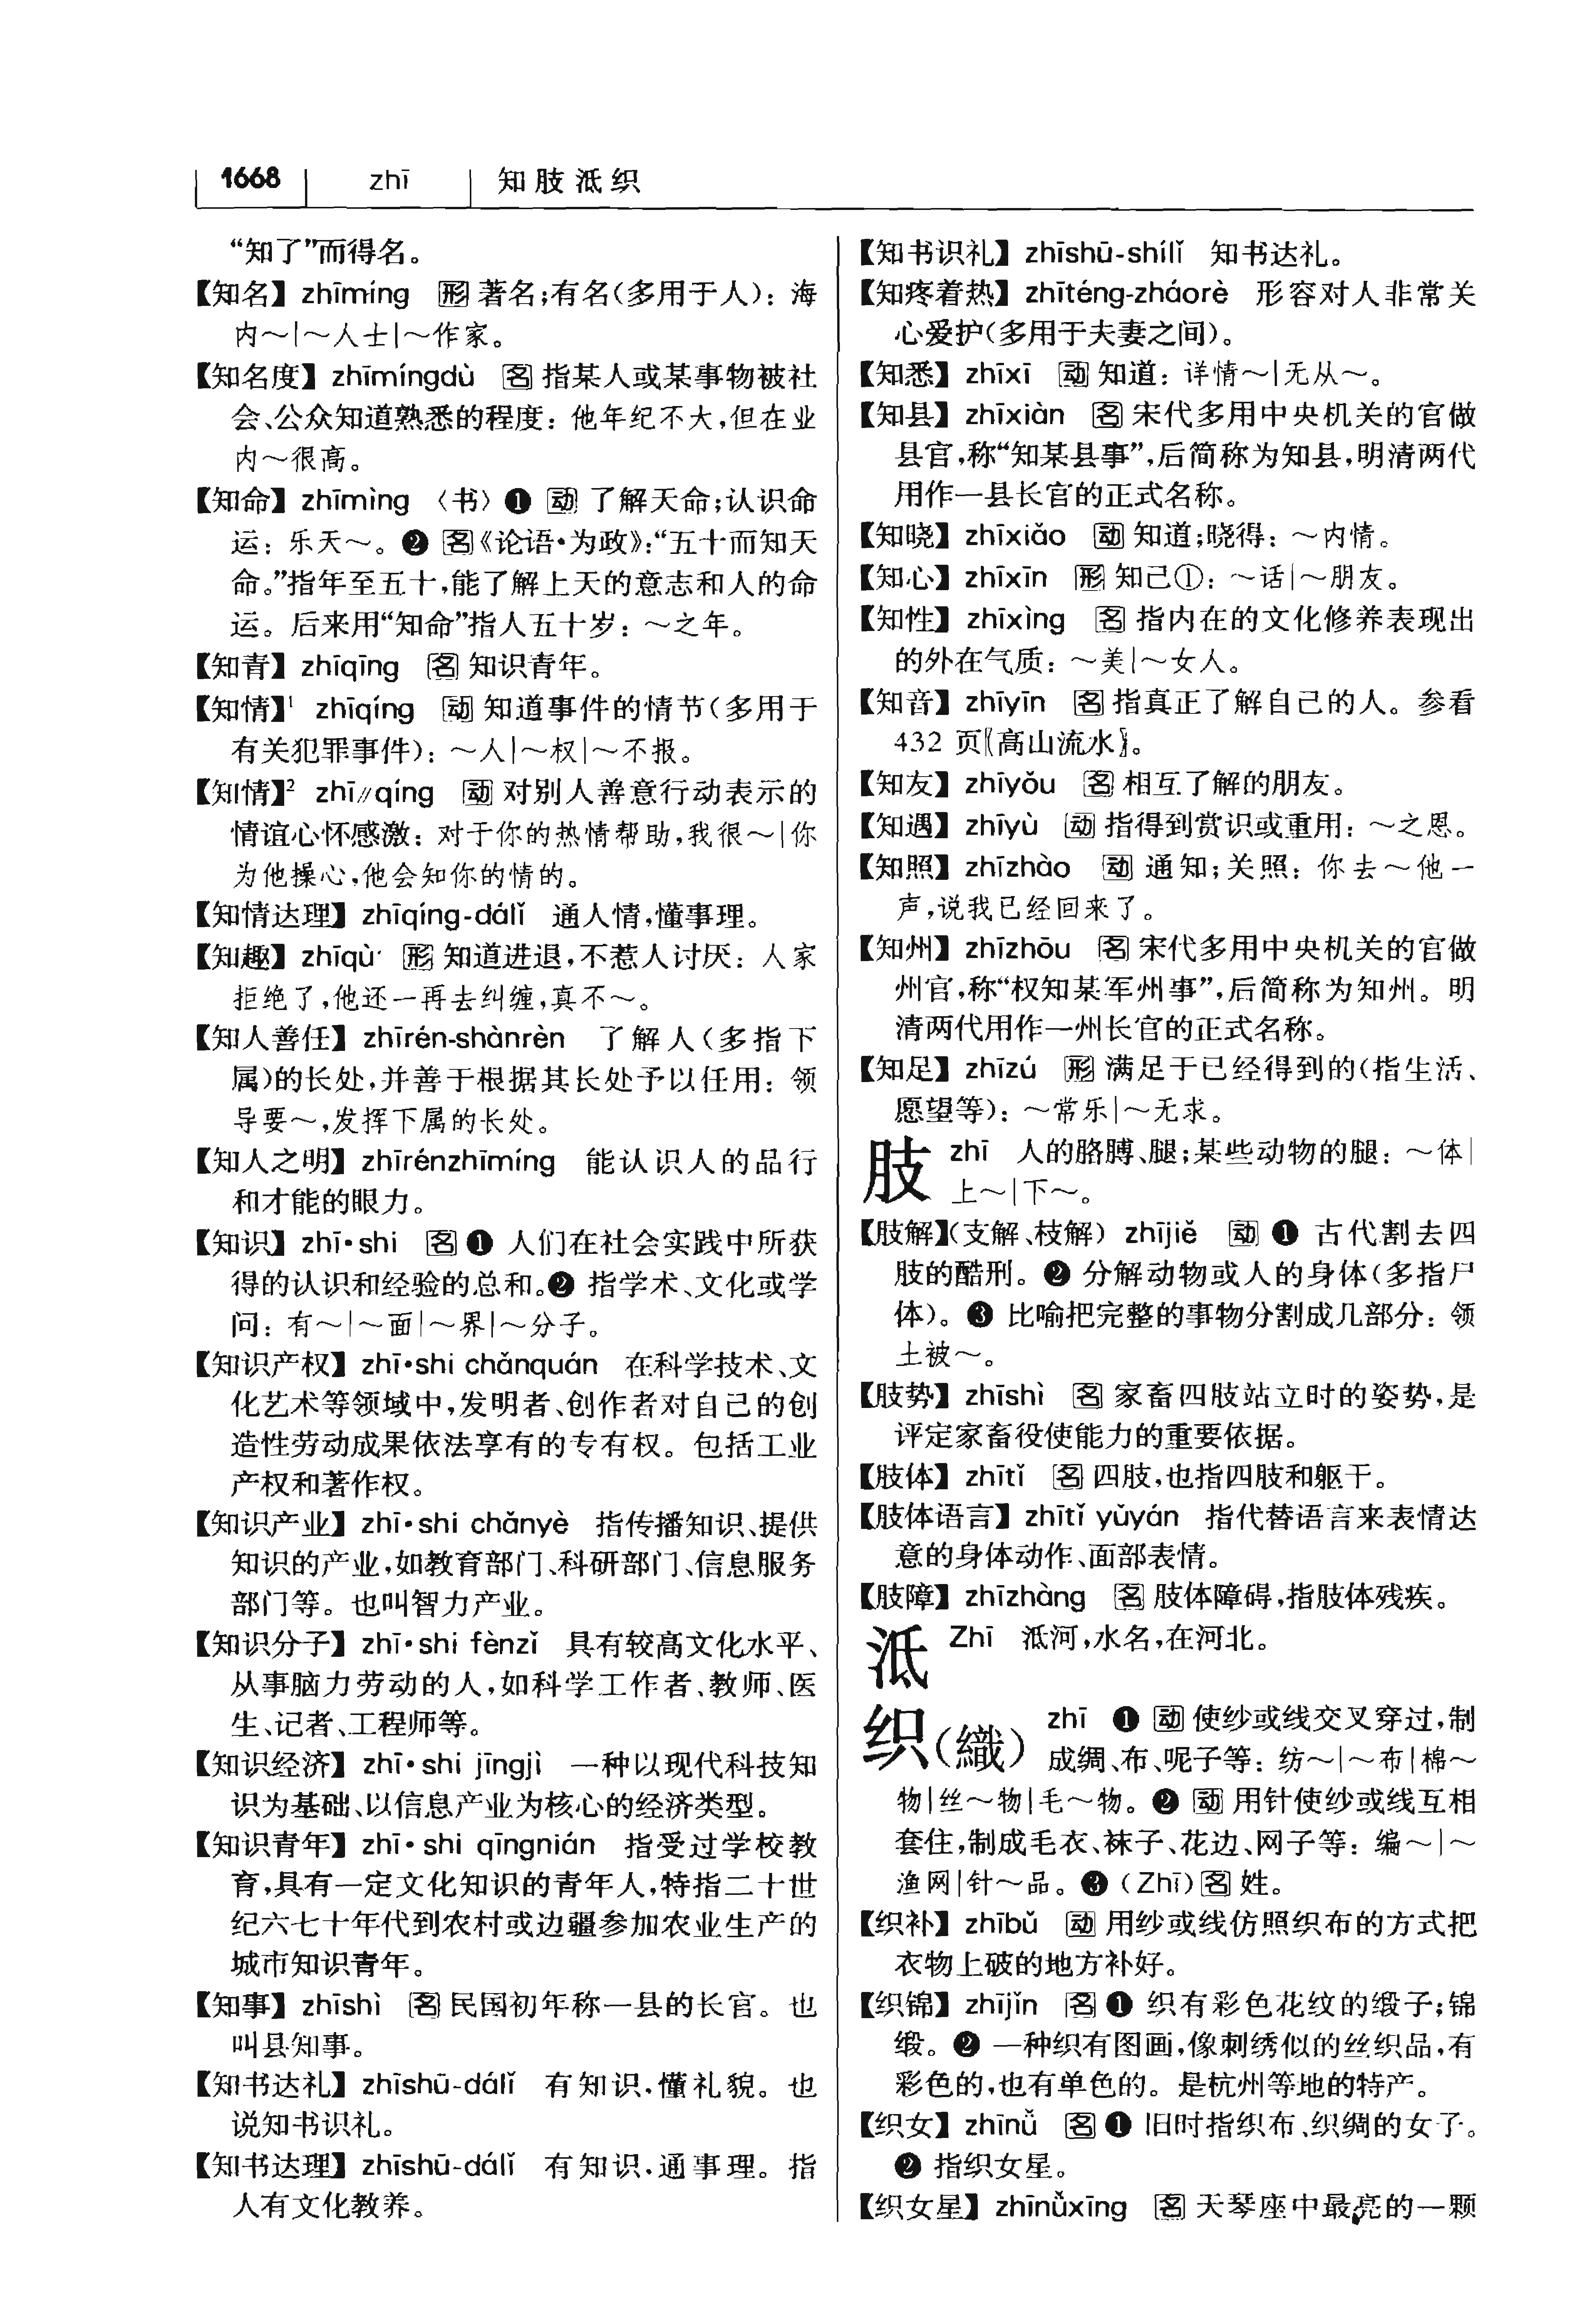 1668 zhī 知肢泜织
“知了”而得名。
【知名】 zhīmíng 形 著名；有名（多用于人）：海
内～|～人士|～作家。
【知名度】 zhīmíngdù 名 指某人或某事物被社
会、公众知道熟悉的程度：他年纪不大，但在业
内～很高。
【知命】 zhīmìng 〈书〉❶ 动 了解天命；认识命
运：乐天～。❷ 名《论语·为政》：“五十而知天
命。”指年至五十，能了解上天的意志和人的命
运。后来用“知命”指人五十岁：～之年。
【知青】 zhīqīng 名 知识青年。
【知情】¹ zhīqíng 动 知道事件的情节（多用于
有关犯罪事件）：～人|～权|～不报。
【知情】² zhī//qíng 动 对别人善意行动表示的
情谊心怀感激：对于你的热情帮助，我很～|你
为他操心，他会知你的情的。
【知情达理】 zhīqíng-dálǐ 通人情，懂事理。
【知趣】 zhīqù 形 知道进退，不惹人讨厌：人家
拒绝了，他还一再去纠缠，真不～。
【知人善任】 zhīrén-shànrèn 了解人（多指下
属）的长处，并善于根据其长处予以任用：领
导要～，发挥下属的长处。
【知人之明】 zhīrénzhīmíng 能认识人的品行
和才能的眼力。
【知识】 zhī·shi 名 ❶ 人们在社会实践中所获
得的认识和经验的总和。❷ 指学术、文化或学
问：有～|～面|～界|～分子。
【知识产权】 zhī·shi chǎnquán 在科学技术、文
化艺术等领域中，发明者、创作者对自己的创
造性劳动成果依法享有的专有权。包括工业
产权和著作权。
【知识产业】 zhī·shi chǎnyè 指传播知识、提供
知识的产业，如教育部门、科研部门、信息服务
部门等。也叫智力产业。
【知识分子】 zhī·shi fènzǐ 具有较高文化水平、
从事脑力劳动的人，如科学工作者、教师、医
生、记者、工程师等。
【知识经济】 zhī·shi jīngjì 一种以现代科技知
识为基础、以信息产业为核心的经济类型。
【知识青年】 zhī·shi qīngnián 指受过学校教
育，具有一定文化知识的青年人，特指二十世
纪六七十年代到农村或边疆参加农业生产的
城市知识青年。
【知事】 zhīshì 名 民国初年称一县的长官。也
叫县知事。
【知书达礼】 zhīshū-dálǐ 有知识，懂礼貌。也
说知书识礼。
【知书达理】 zhīshū-dálǐ 有知识，通事理。指
人有文化教养。
【知书识礼】 zhīshū-shílǐ 知书达礼。
【知疼着热】 zhīténg-zháorè 形容对人非常关
心爱护（多用于夫妻之间）。
【知悉】 zhīxī 动 知道：详情～|无从～。
【知县】 zhīxiàn 名 宋代多用中央机关的官做
县官，称“知某县事”，后简称为知县，明清两代
用作一县长官的正式名称。
【知晓】 zhīxiǎo 动 知道；晓得：～内情。
【知心】 zhīxīn 形 知己①：～话|～朋友。
【知性】 zhīxìng 名 指内在的文化修养表现出
的外在气质：～美|～女人。
【知音】 zhīyīn 名 指真正了解自己的人。参看
432 页〖高山流水〗。
【知友】 zhīyǒu 名 相互了解的朋友。
【知遇】 zhīyù 动 指得到赏识或重用：～之恩。
【知照】 zhīzhào 动 通知；关照：你去～他一
声，说我已经回来了。
【知州】 zhīzhōu 名 宋代多用中央机关的官做
州官，称“权知某军州事”，后简称为知州。明
清两代用作一州长官的正式名称。
【知足】 zhīzú 形 满足于已经得到的（指生活、
愿望等）：～常乐|～无求。
肢 zhī 人的胳膊、腿；某些动物的腿：～体|
上～|下～。
【肢解】（支解、枝解） zhījiě 动 ❶ 古代割去四
肢的酷刑。❷ 分解动物或人的身体（多指尸
体）。❸ 比喻把完整的事物分割成几部分：领
土被～。
【肢势】 zhīshì 名 家畜四肢站立时的姿势，是
评定家畜役使能力的重要依据。
【肢体】 zhītǐ 名 四肢，也指四肢和躯干。
【肢体语言】 zhītǐ yǔyán 指代替语言来表情达
意的身体动作、面部表情。
【肢障】 zhīzhàng 名 肢体障碍，指肢体残疾。
泜 Zhī 泜河，水名，在河北。
织（織） zhī ❶ 动 使纱或线交叉穿过，制
成绸、布、呢子等：纺～|～布|棉～
物|丝～物|毛～物。❷ 动 用针使纱或线互相
套住，制成毛衣、袜子、花边、网子等：编～|～
渔网|针～品。❸（Zhī）名 姓。
【织补】 zhībǔ 动 用纱或线仿照织布的方式把
衣物上破的地方补好。
【织锦】 zhījǐn 名 ❶ 织有彩色花纹的缎子；锦
缎。❷ 一种织有图画，像刺绣似的丝织品，有
彩色的，也有单色的。是杭州等地的特产。
【织女】 zhīnǚ 名 ❶ 旧时指织布、织绸的女子。
❷ 指织女星。
【织女星】 zhīnǚxīng 名 天琴座中最亮的一颗